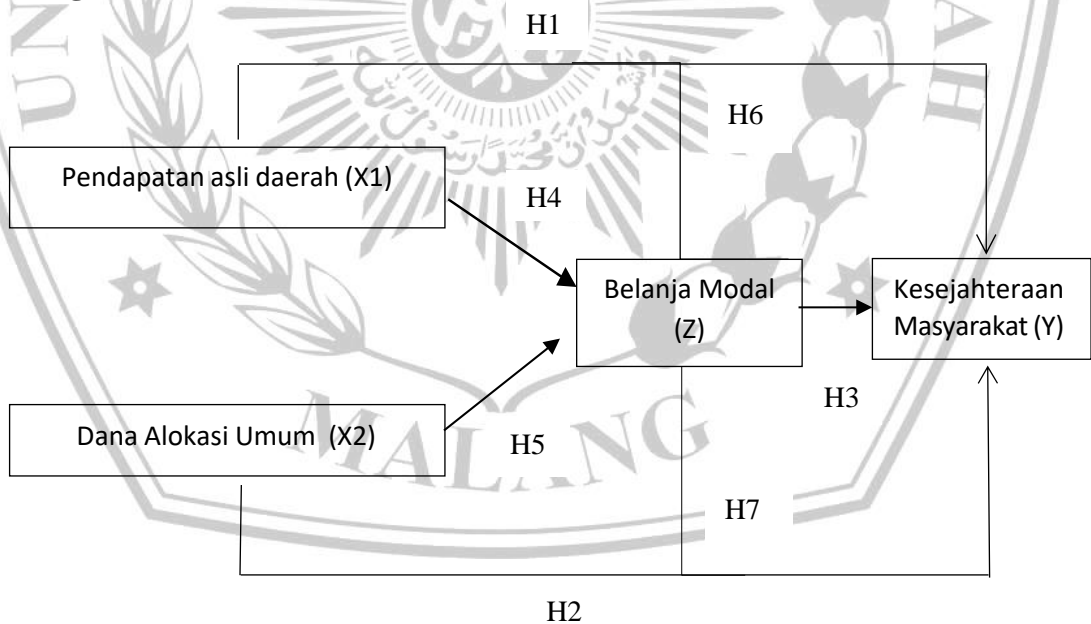 H1
H6
Pendapatan asli daerah (X1)
H4
Belanja Modal
(Z)
Kesejahteraan
Masyarakat (Y)
H3
Dana Alokasi Umum (X2)
H5
MALANG
H7
H2